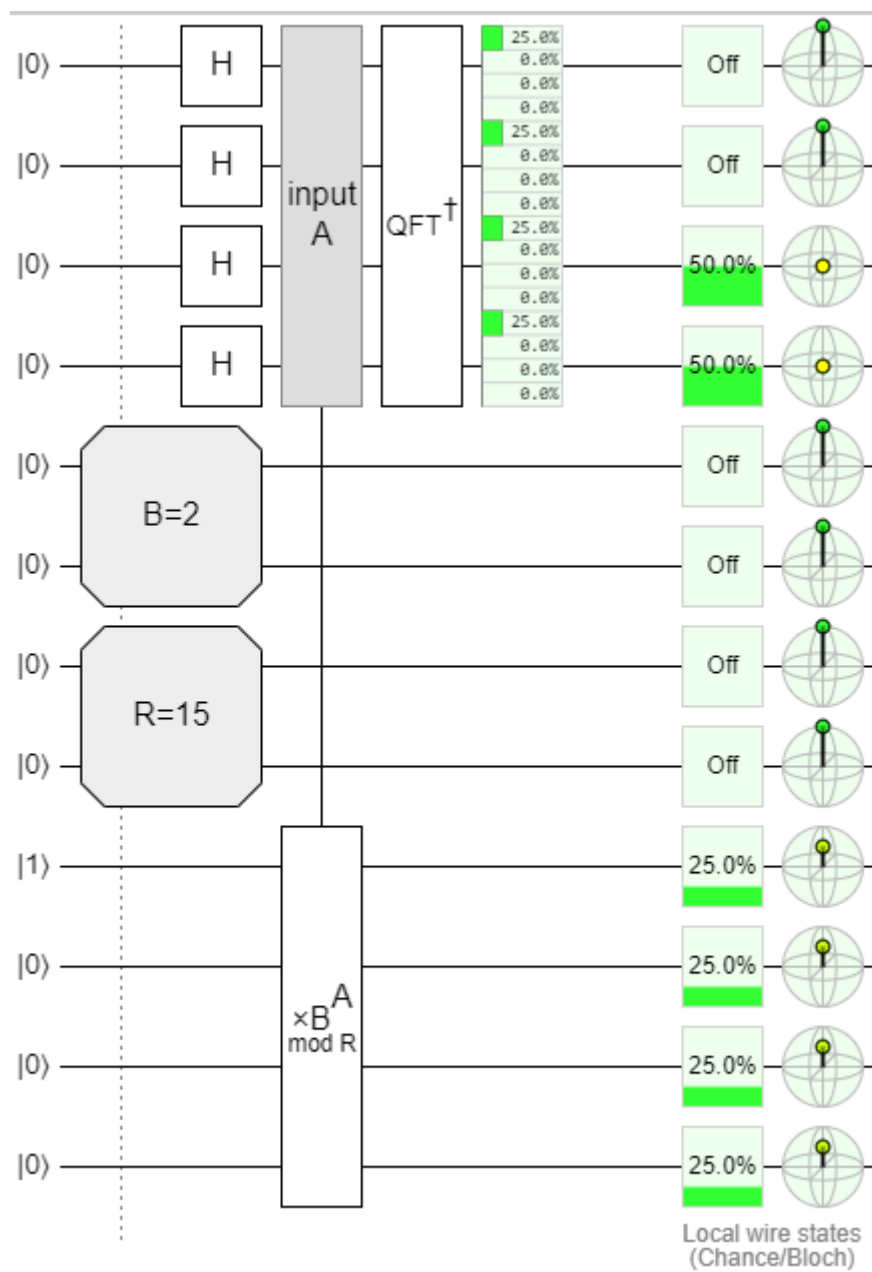 |0⟩ H input A QFT† 25.0% Off
0.0%
0.0%
0.0%
|0⟩ H 25.0% Off
0.0%
0.0%
0.0%
|0⟩ H 25.0% 50.0%
0.0%
0.0%
0.0%
|0⟩ H 25.0% 50.0%
0.0%
0.0%
0.0%
|0⟩ Off
B=2
|0⟩ Off
|0⟩ Off
R=15
|0⟩ Off
|1⟩ 25.0%
|0⟩ 25.0%
×B^A
mod R
|0⟩ 25.0%
|0⟩ 25.0%
Local wire states
(Chance/Bloch)